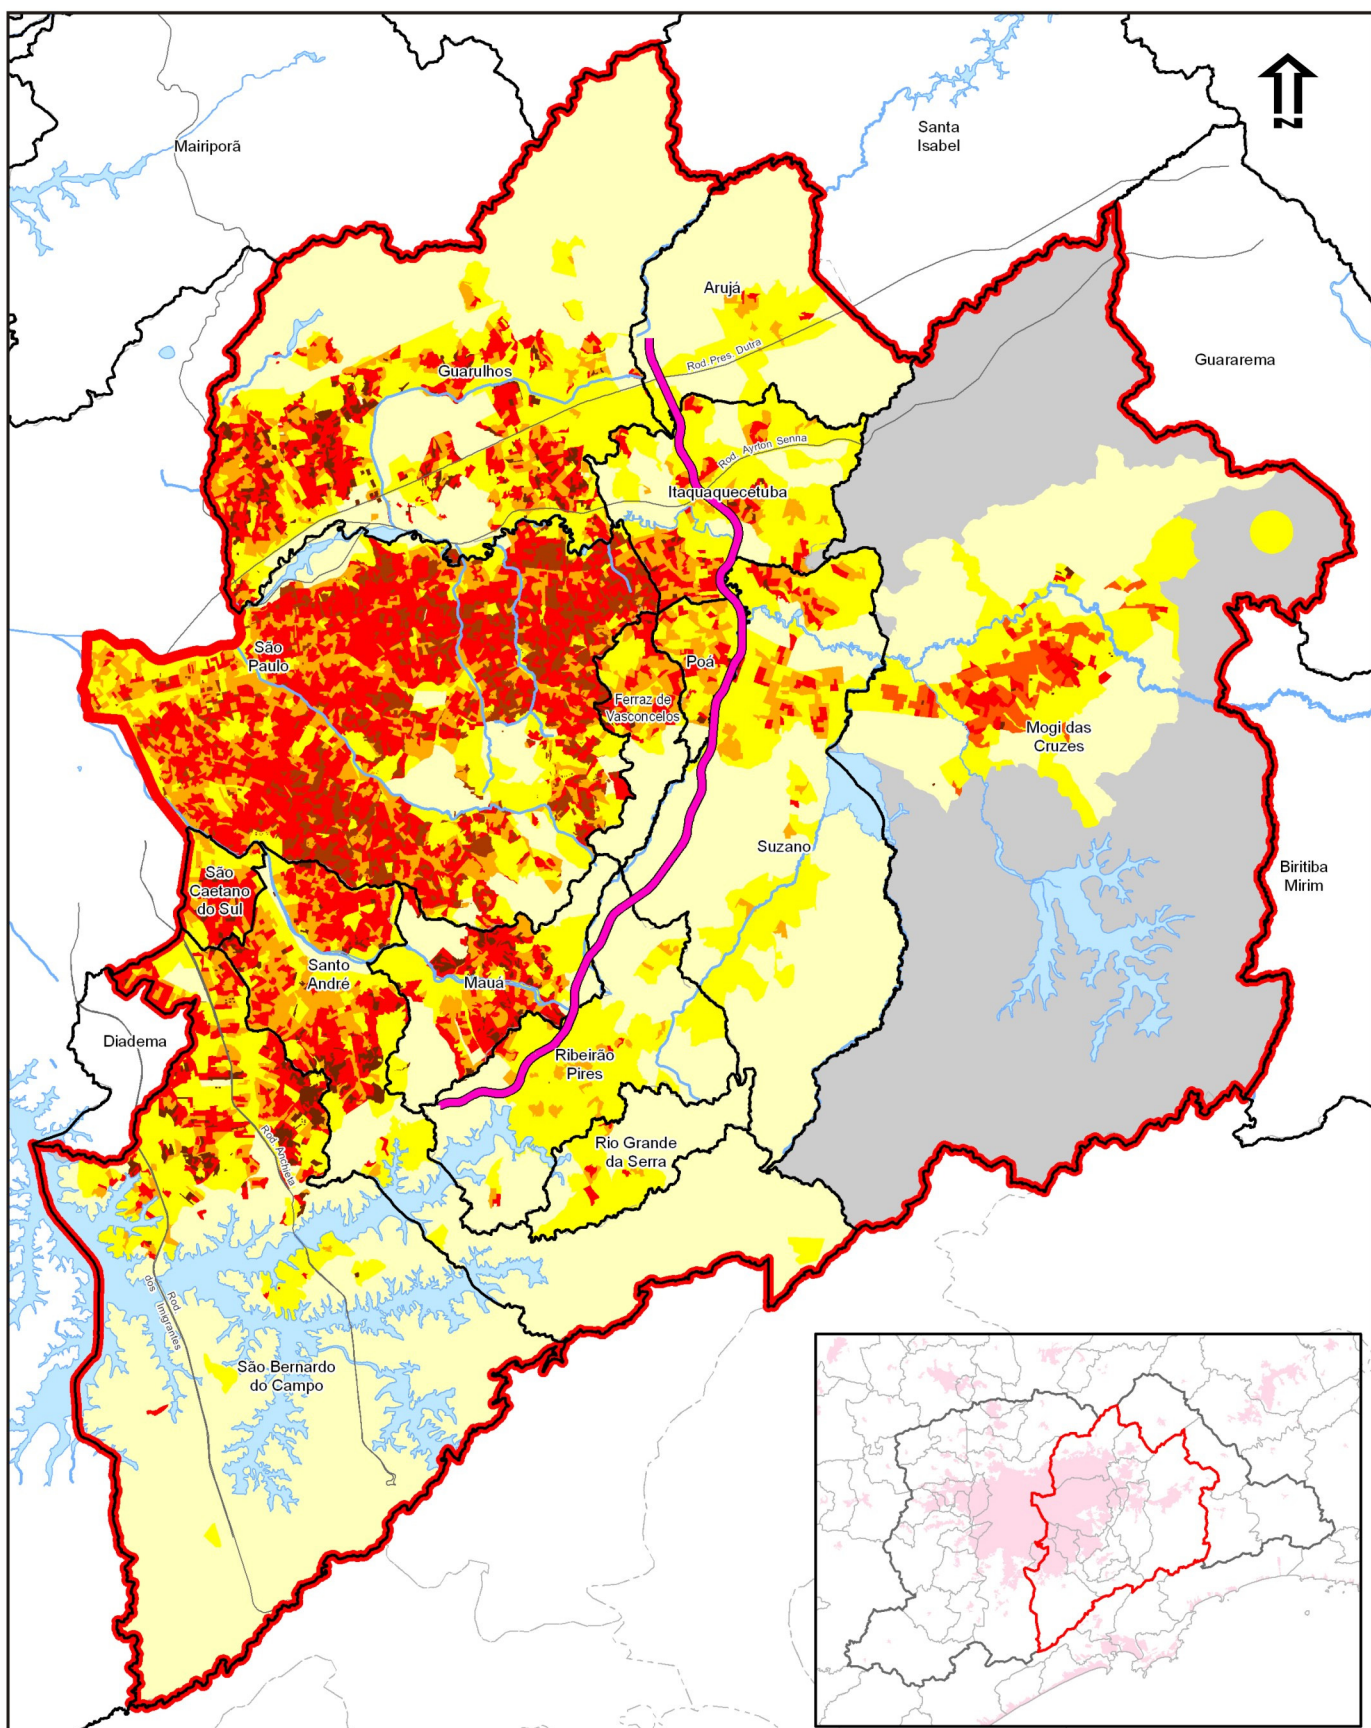 N
Santa
Isabel
Mairiporã
Arujá
Rod. Pres. Dutra
Guararema
Guarulhos
Rod. Ayrton Senna
Itaquaquecetuba
São
Paulo
Poá
Ferraz de
Vasconcelos
Mogi das
Cruzes
Suzano
Biritiba
Mirim
São
Caetano
do Sul
Santo
André
Mauá
Diadema
Ribeirão
Pires
Rod. Anchieta
Rio Grande
da Serra
Rod.
dos Imigrantes
São Bernardo
do Campo